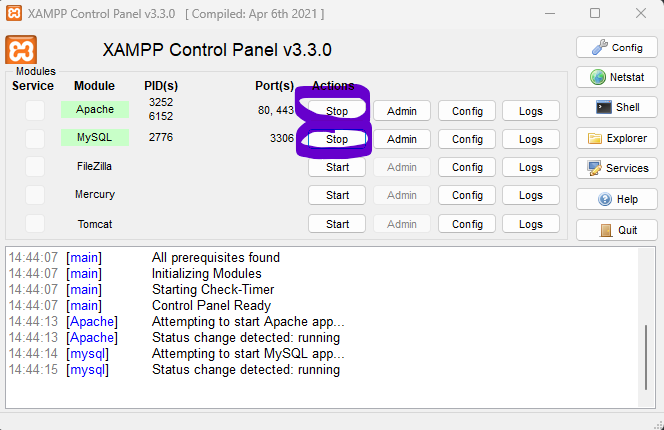 XAMPP Control Panel v3.3.0 [ Compiled: Apr 6th 2021 ]
XAMPP Control Panel v3.3.0
Config
Modules
Service Module PID(s) Port(s) Actions
Netstat
Apache 3252 6152 80, 443 Stop Admin Config Logs
Shell
MySQL 2776 3306 Stop Admin Config Logs
Explorer
FileZilla Start Admin Config Logs
Services
Mercury Start Admin Config Logs
Help
Tomcat Start Admin Config Logs
Quit
14:44:07 [main] All prerequisites found
14:44:07 [main] Initializing Modules
14:44:07 [main] Starting Check-Timer
14:44:07 [main] Control Panel Ready
14:44:13 [Apache] Attempting to start Apache app...
14:44:13 [Apache] Status change detected: running
14:44:14 [mysql] Attempting to start MySQL app...
14:44:15 [mysql] Status change detected: running